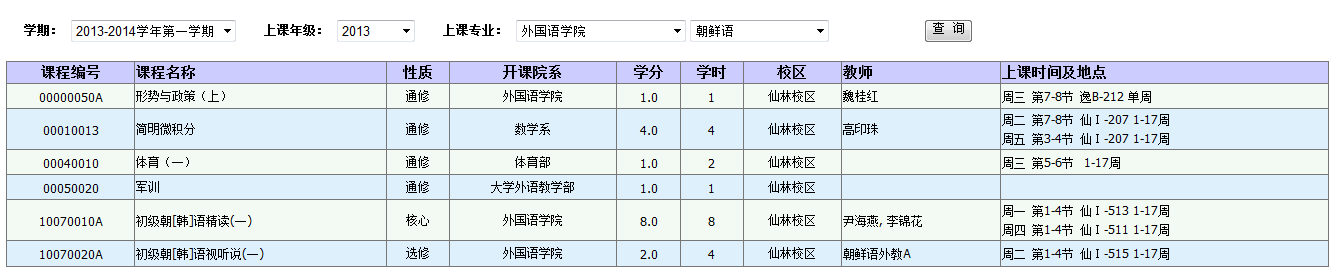 学期： 2013-2014学年第一学期 上课年级： 2013 上课专业： 外国语学院 朝鲜语 查 询
课程编号 课程名称 性质 开课院系 学分 学时 校区 教师 上课时间及地点
00000050A 形势与政策（上） 通修 外国语学院 1.0 1 仙林校区 魏桂红 周三 第7-8节 逸B-212 单周
00010013 简明微积分 通修 数学系 4.0 4 仙林校区 高印珠 周二 第7-8节 仙Ⅰ-207 1-17周
周五 第3-4节 仙Ⅰ-207 1-17周
00040010 体育（一） 通修 体育部 1.0 2 仙林校区 周三 第5-6节 1-17周
00050020 军训 通修 大学外语教学部 1.0 1 仙林校区
10070010A 初级朝[韩]语精读(一) 核心 外国语学院 8.0 8 仙林校区 尹海燕, 李锦花 周一 第1-4节 仙Ⅰ-513 1-17周
周四 第1-4节 仙Ⅰ-511 1-17周
10070020A 初级朝[韩]语视听说(一) 选修 外国语学院 2.0 4 仙林校区 朝鲜语外教A 周二 第1-4节 仙Ⅰ-515 1-17周